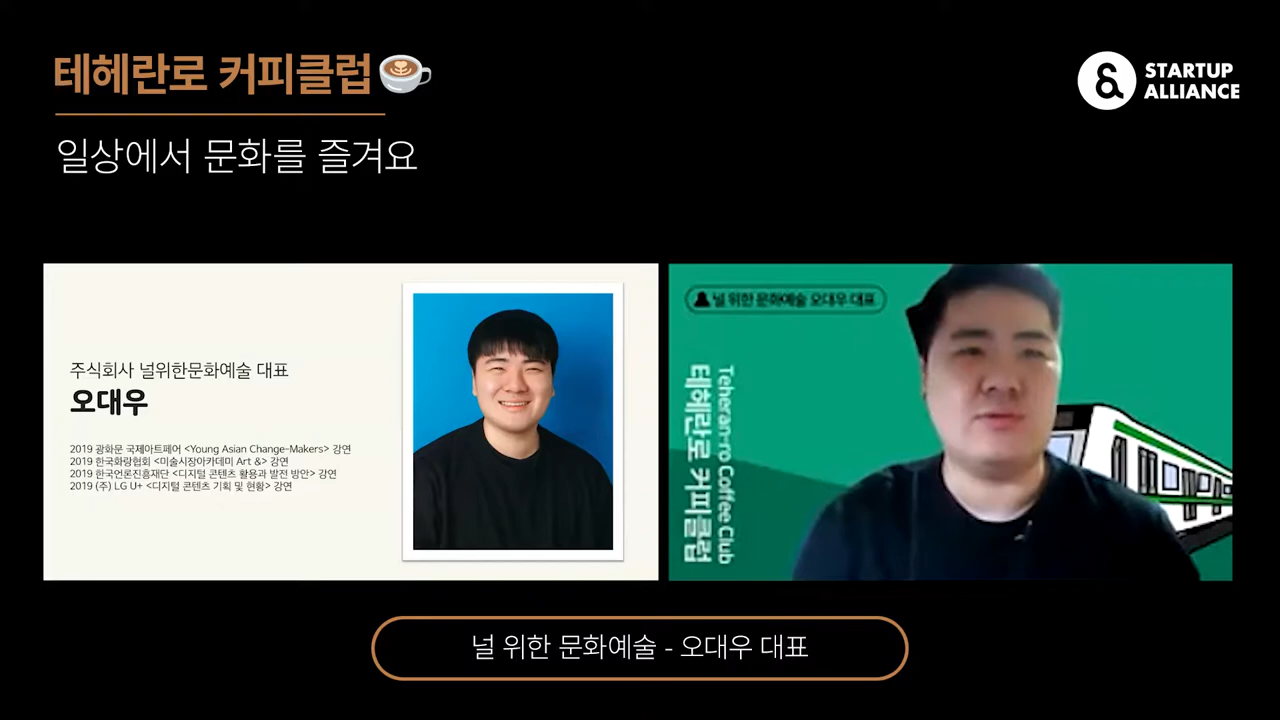 테헤란로 커피클럽
STARTUP
ALLIANCE
일상에서 문화를 즐겨요
주식회사 널위한문화예술 대표
오대우
2019 광화문 국제아트페어 <Young Asian Change-Makers> 강연
2019 한국화랑협회 <미술시장아카데미 Art &> 강연
2019 한국언론진흥재단 <디지털 콘텐츠 활용과 발전 방안> 강연
2019 (주) LG U+ <디지털 콘텐츠 기획 및 현황> 강연
널 위한 문화예술 오대우 대표
Teheran-ro Coffee Club
테헤란로 커피클럽
널 위한 문화예술 - 오대우 대표